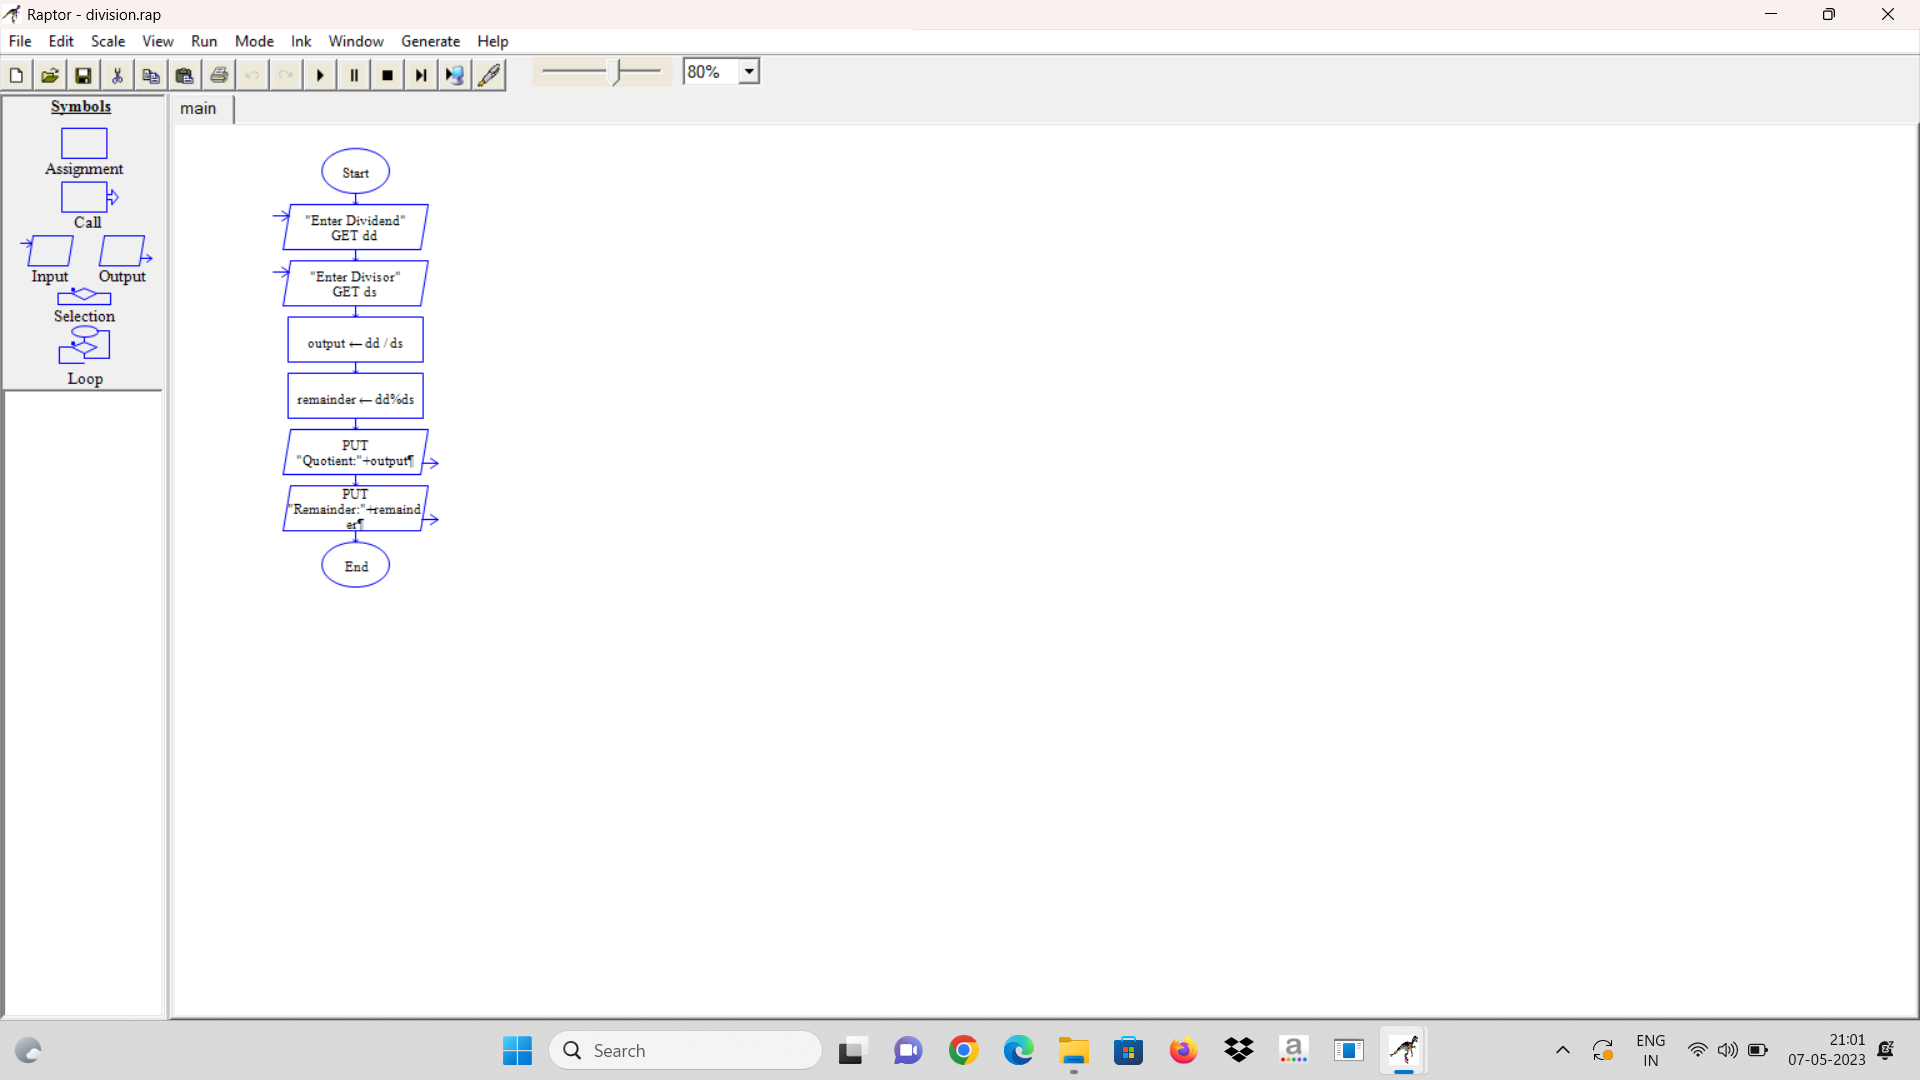 Raptor - division.rap
File Edit Scale View Run Mode Ink Window Generate Help
80%
Symbols
Assignment
Call
Input Output
Selection
Loop
main
Start
"Enter Dividend"
GET dd
"Enter Divisor"
GET ds
output ← dd / ds
remainder ← dd%ds
PUT
"Quotient:"+output¶
PUT
"Remainder:"+remaind
er¶
End
Search
a
ENG
IN
21:01
07-05-2023